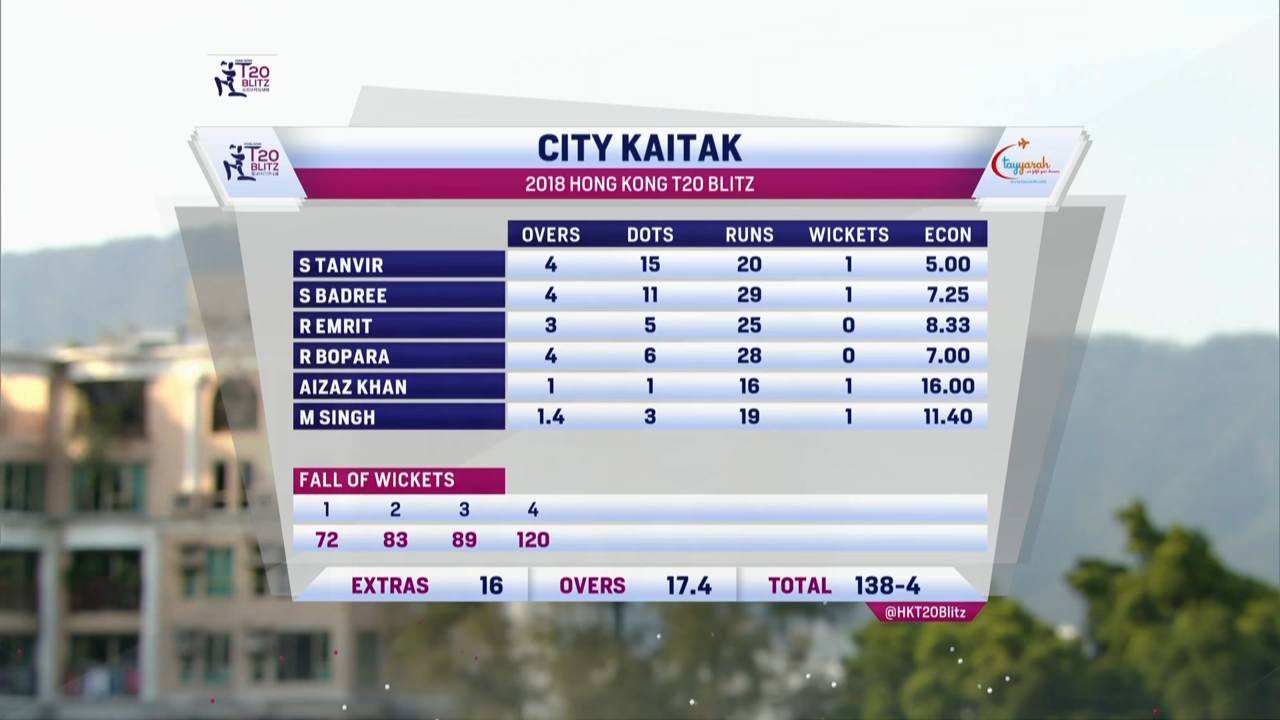 T20
BLITZ
CITY KAITAK
T20
BLITZ
tayyarah
2018 HONG KONG T20 BLITZ
OVERS DOTS RUNS WICKETS ECON
S TANVIR 4 15 20 1 5.00
S BADREE 4 11 29 1 7.25
R EMRIT 3 5 25 0 8.33
R BOPARA 4 6 28 0 7.00
AIZAZ KHAN 1 1 16 1 16.00
M SINGH 1.4 3 19 1 11.40
FALL OF WICKETS
1 2 3 4
72 83 89 120
EXTRAS 16 OVERS 17.4 TOTAL 138-4
@HKT20Blitz